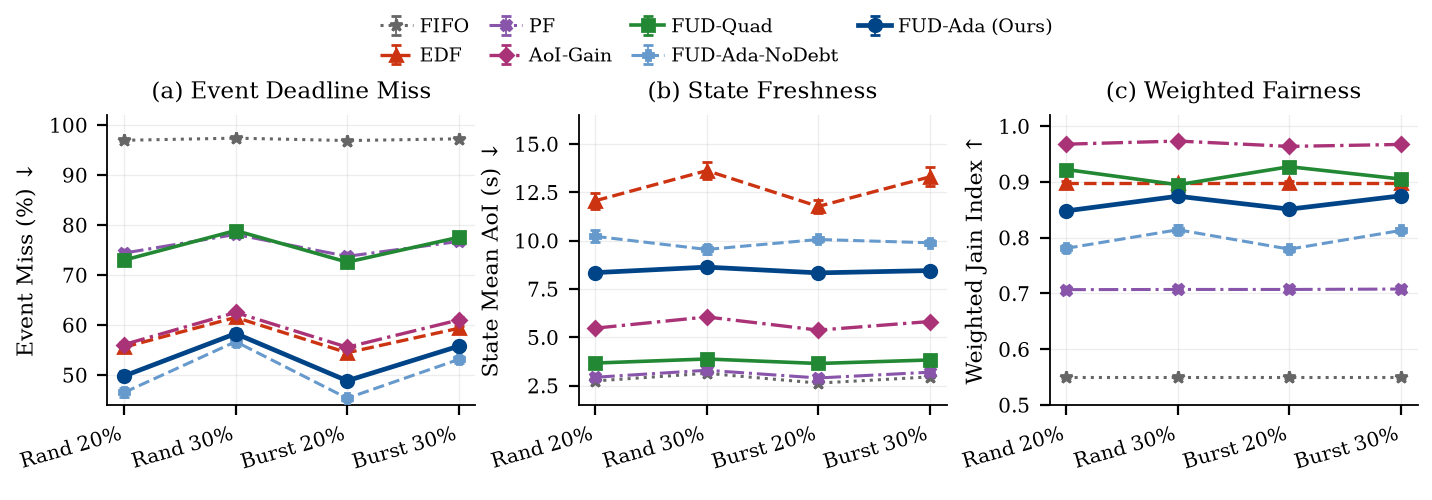 FIFO
PF
FUD-Quad
FUD-Ada (Ours)
EDF
AoI-Gain
FUD-Ada-NoDebt
(a) Event Deadline Miss
Event Miss (%) ↓
100
90
80
70
60
50
Rand 20%
Rand 30%
Burst 20%
Burst 30%
(b) State Freshness
State Mean AoI (s) ↓
15.0
12.5
10.0
7.5
5.0
2.5
Rand 20%
Rand 30%
Burst 20%
Burst 30%
(c) Weighted Fairness
Weighted Jain Index ↑
1.0
0.9
0.8
0.7
0.6
0.5
Rand 20%
Rand 30%
Burst 20%
Burst 30%